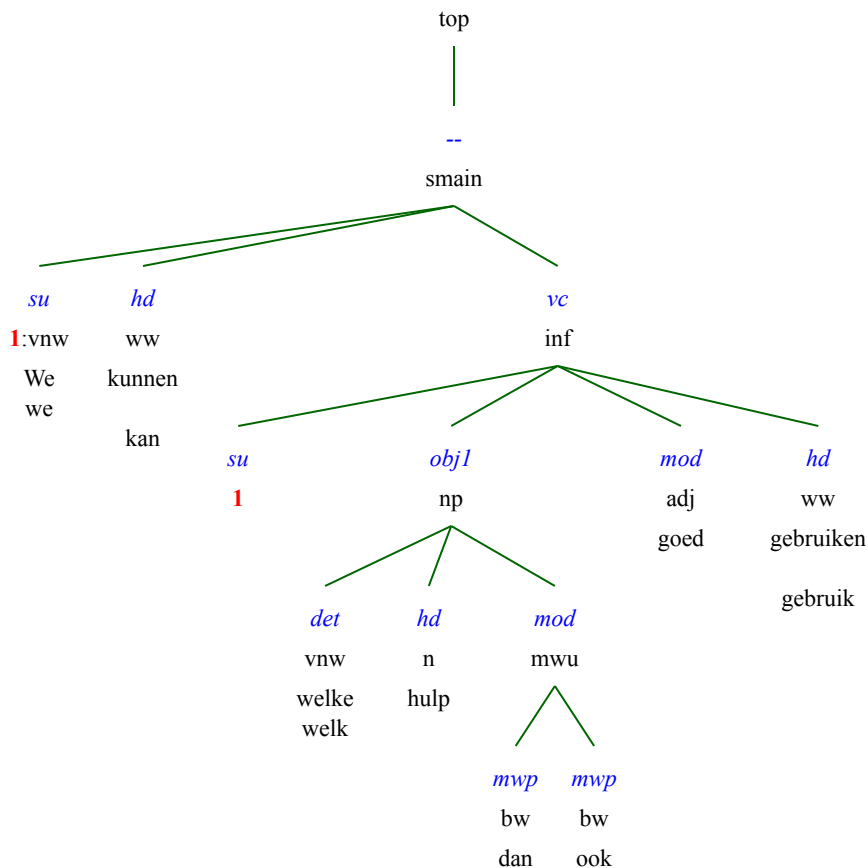 top
--
smain
su hd vc
1:vnw ww inf
We kunnen
we
kan
su obj1 mod hd
1 np adj ww
goed gebruiken
gebruik
det hd mod
vnw n mwu
welke hulp
welk
mwp mwp
bw bw
dan ook